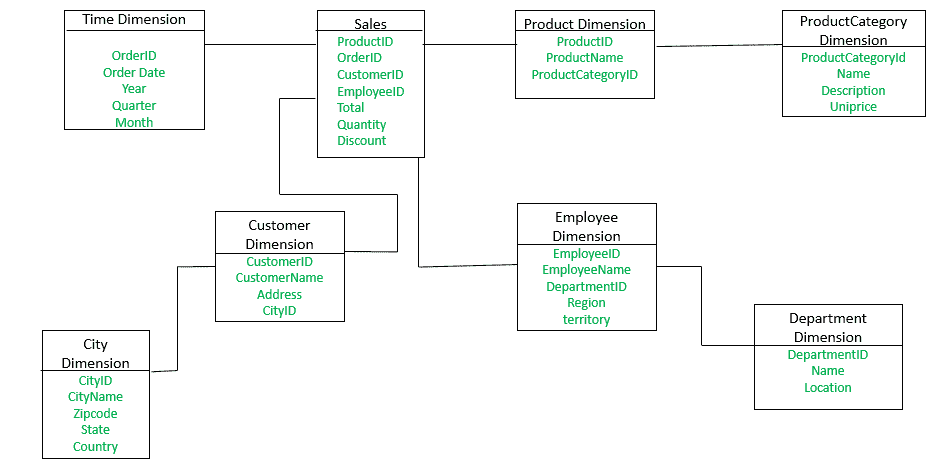 Time Dimension
OrderID
Order Date
Year
Quarter
Month
Sales
ProductID
OrderID
CustomerID
EmployeeID
Total
Quantity
Discount
Product Dimension
ProductID
ProductName
ProductCategoryID
ProductCategory
Dimension
ProductCategoryId
Name
Description
Uniprice
Customer
Dimension
CustomerID
CustomerName
Address
CityID
Employee
Dimension
EmployeeID
EmployeeName
DepartmentID
Region
territory
City
Dimension
CityID
CityName
Zipcode
State
Country
Department
Dimension
DepartmentID
Name
Location